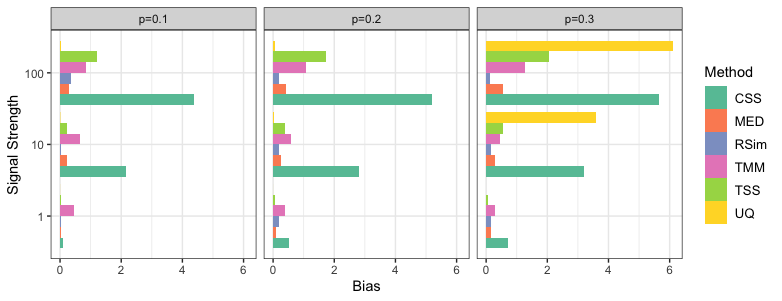 p=0.1 p=0.2 p=0.3
Signal Strength
100
10
1
0 2 4 6 0 2 4 6 0 2 4 6
Bias
Method
CSS
MED
RSim
TMM
TSS
UQ